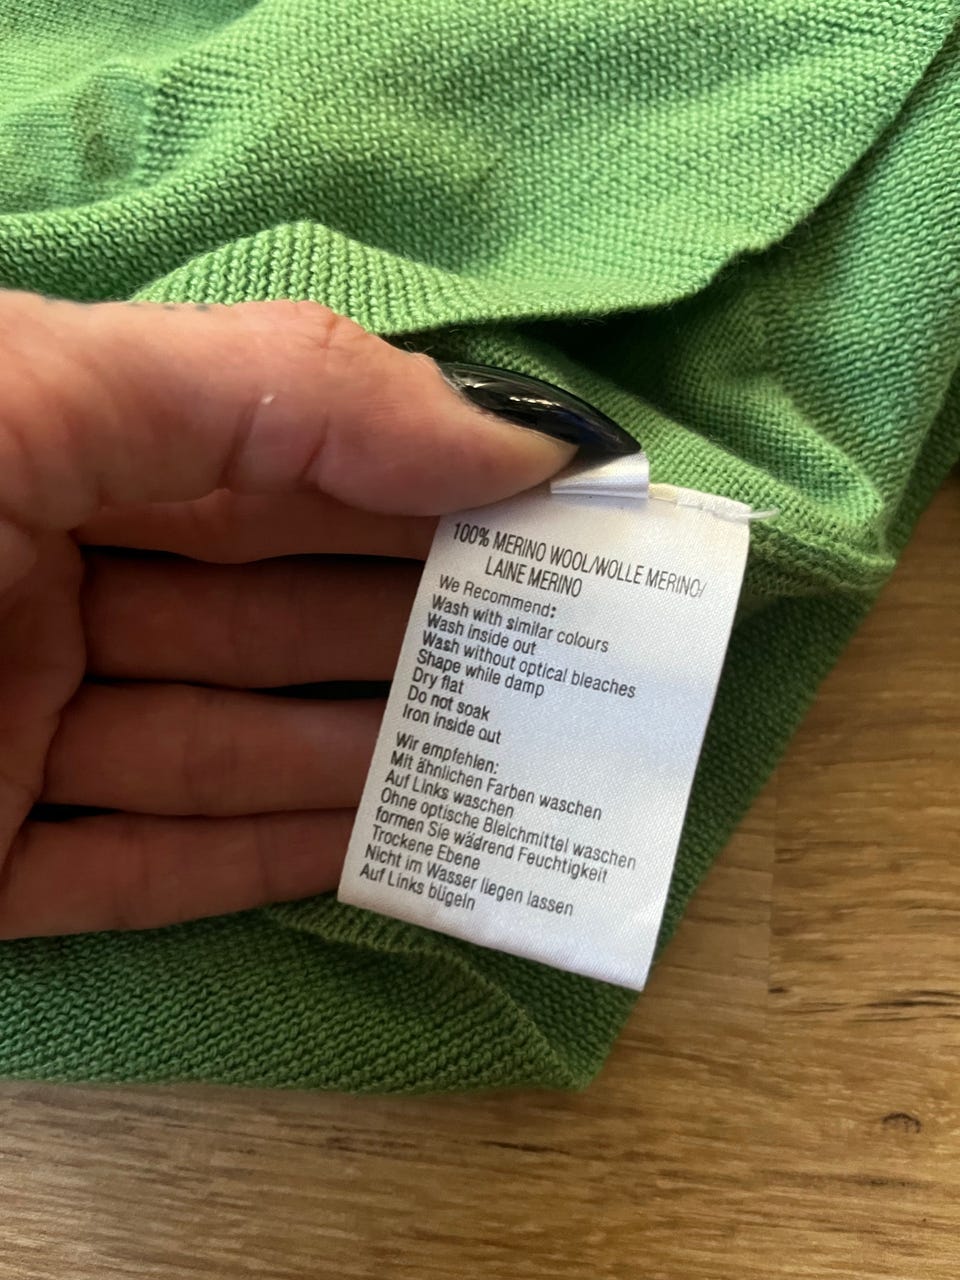 100% MERINO WOOL/WOLLE MERINO/
LAINE MERINO
We Recommend:
Wash with similar colours
Wash inside out
Wash without optical bleaches
Shape while damp
Dry flat
Do not soak
Iron inside out
Wir empfehlen:
Mit ähnlichen Farben waschen
Auf Links waschen
Ohne optische Bleichmittel waschen
formen Sie wädrend Feuchtigkeit
Trockene Ebene
Nicht im Wasser liegen lassen
Auf Links bügeln